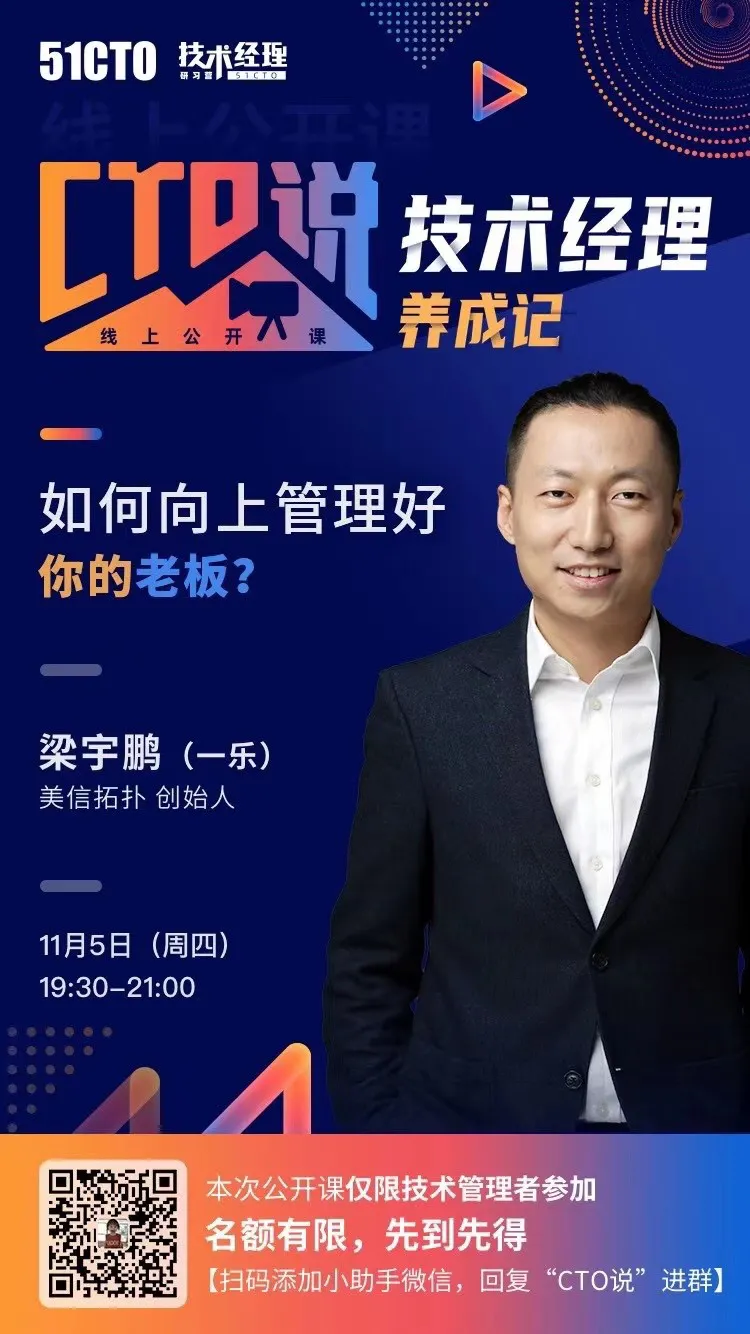 51CTO 技术经理
研习营 51CTO
线上公开课
CTO说 技术经理
养成记
线上公开课
如何向上管理好
你的老板？
梁宇鹏（一乐）
美信拓扑 创始人
11月5日（周四）
19:30–21:00
本次公开课仅限技术管理者参加
名额有限，先到先得
【扫码添加小助手微信，回复“CTO说”进群】